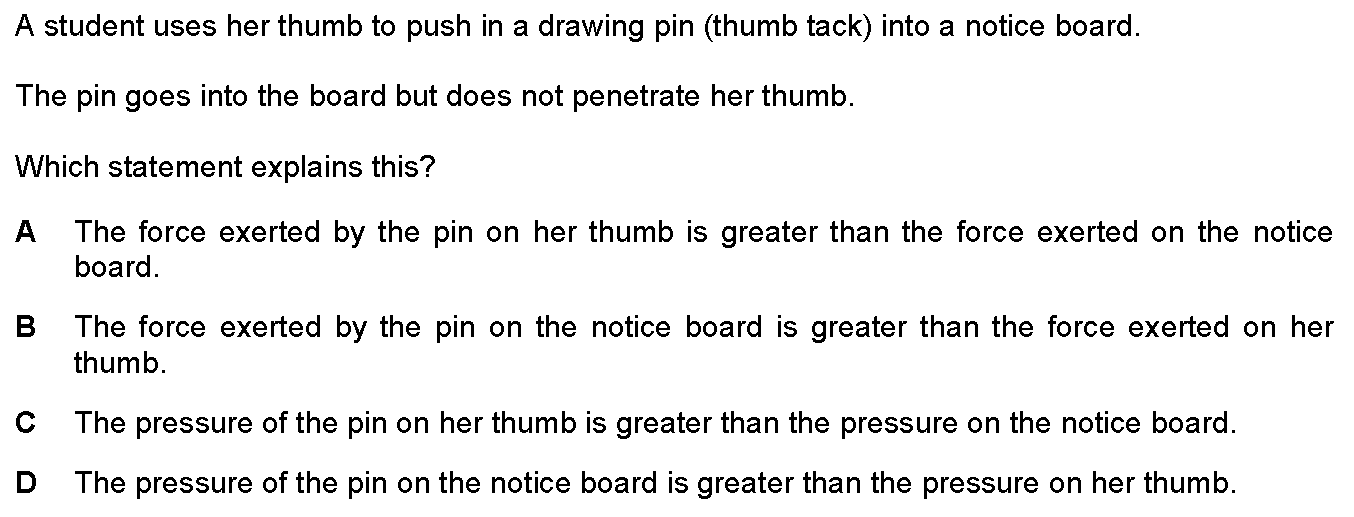 A student uses her thumb to push in a drawing pin (thumb tack) into a notice board.
The pin goes into the board but does not penetrate her thumb.
Which statement explains this?
A The force exerted by the pin on her thumb is greater than the force exerted on the notice
board.
B The force exerted by the pin on the notice board is greater than the force exerted on her
thumb.
C The pressure of the pin on her thumb is greater than the pressure on the notice board.
D The pressure of the pin on the notice board is greater than the pressure on her thumb.